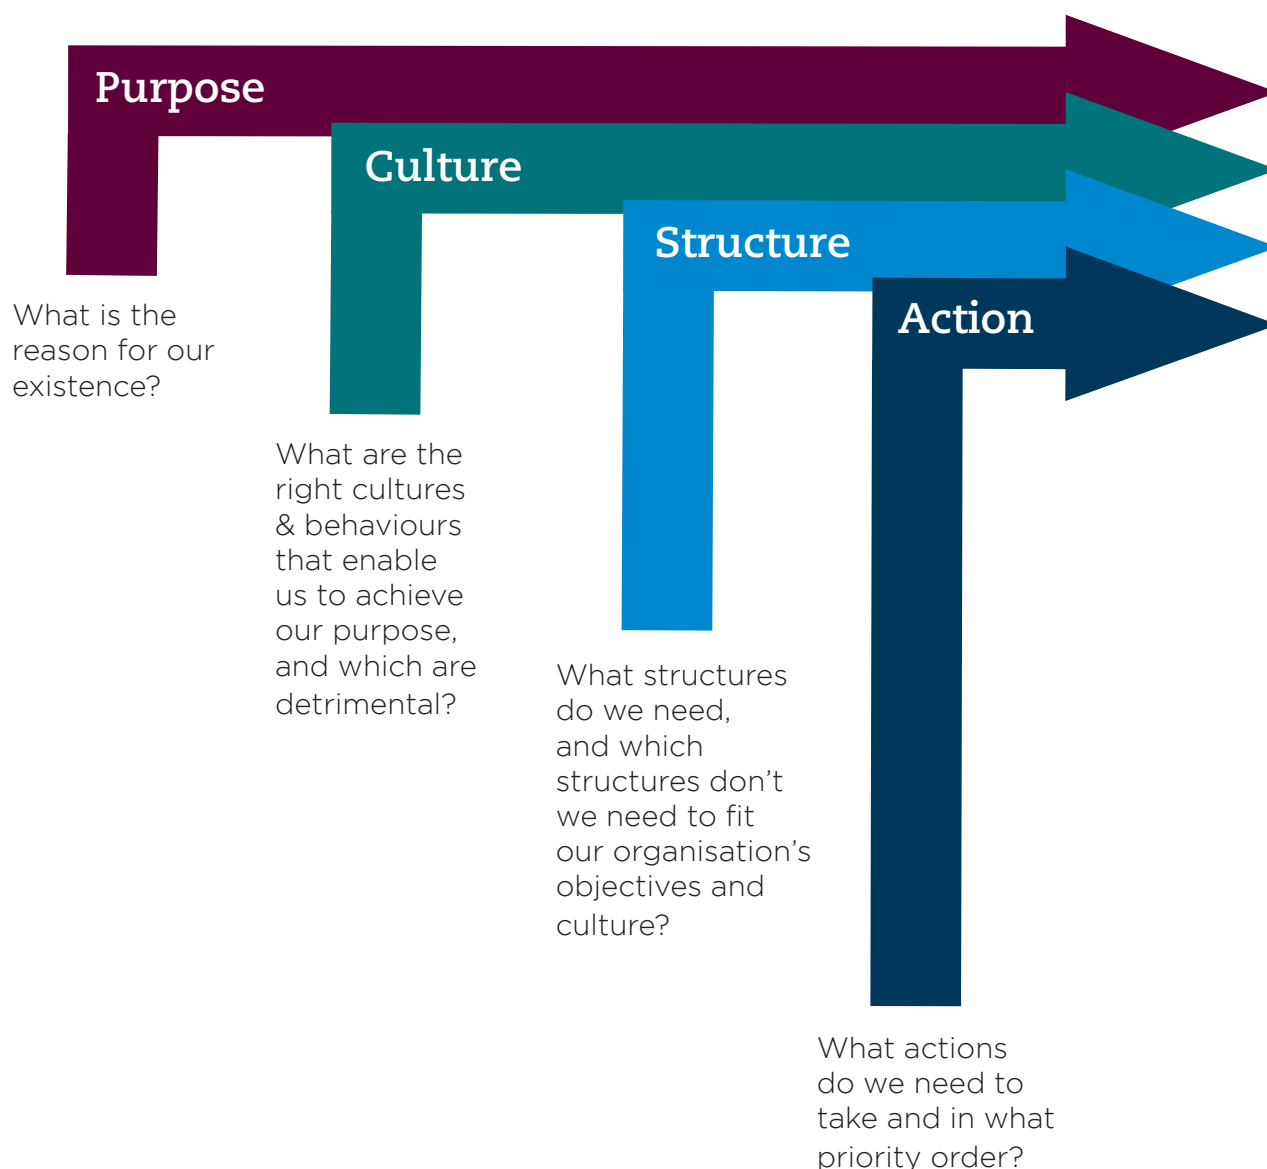 Purpose
Culture
Structure
Action
What is the
reason for our
existence?
What are the
right cultures
& behaviours
that enable
us to achieve
our purpose,
and which are
detrimental?
What structures
do we need,
and which
structures don’t
we need to fit
our organisation’s
objectives and
culture?
What actions
do we need to
take and in what
priority order?